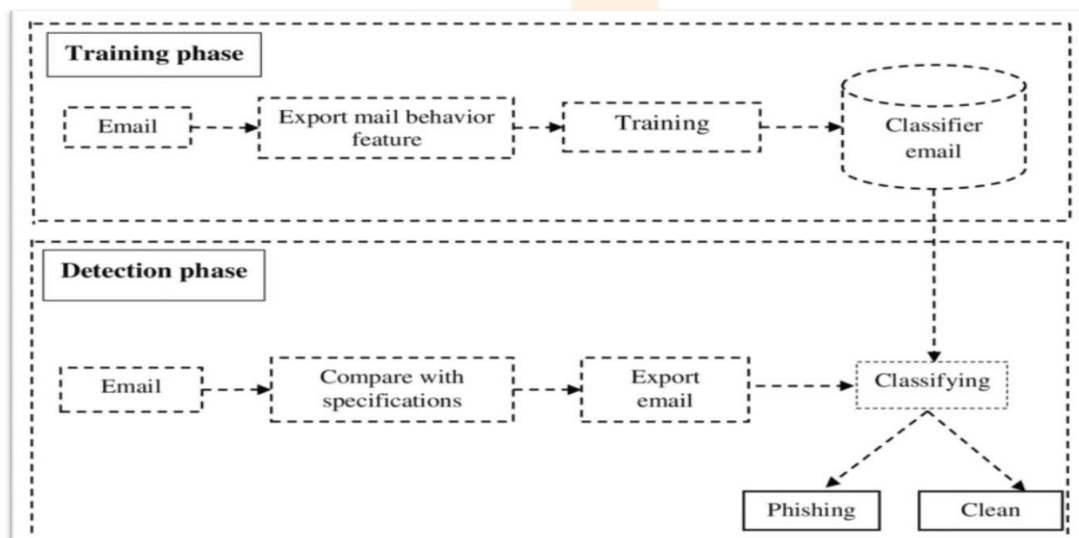 Training phase
Email
Export mail behavior
feature
Training
Classifier
email
Detection phase
Email
Compare with
specifications
Export
email
Classifying
Phishing
Clean